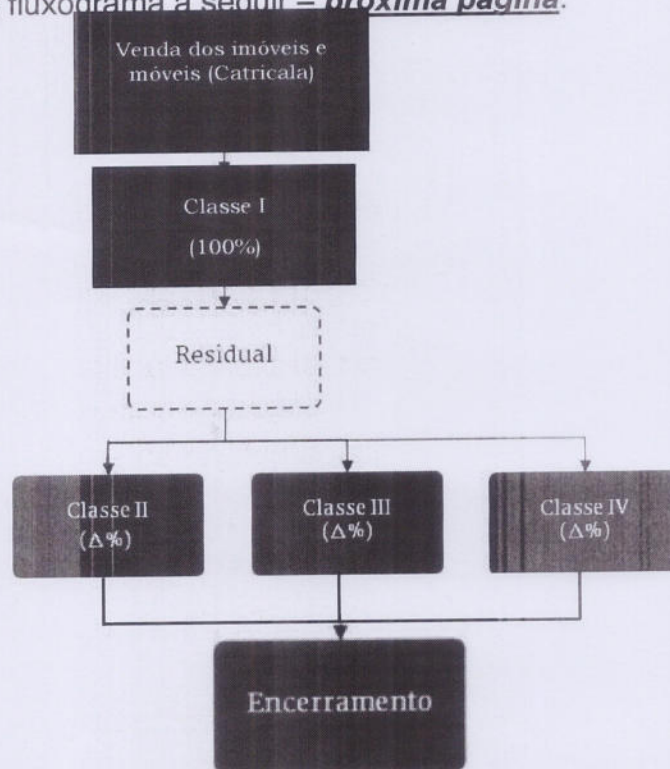 fluxograma a seguir – próxima página.
Venda dos imóveis e
móveis (Catricala)
Classe I
(100%)
Residual
Classe II
(Δ%)
Classe III
(Δ%)
Classe IV
(Δ%)
Encerramento